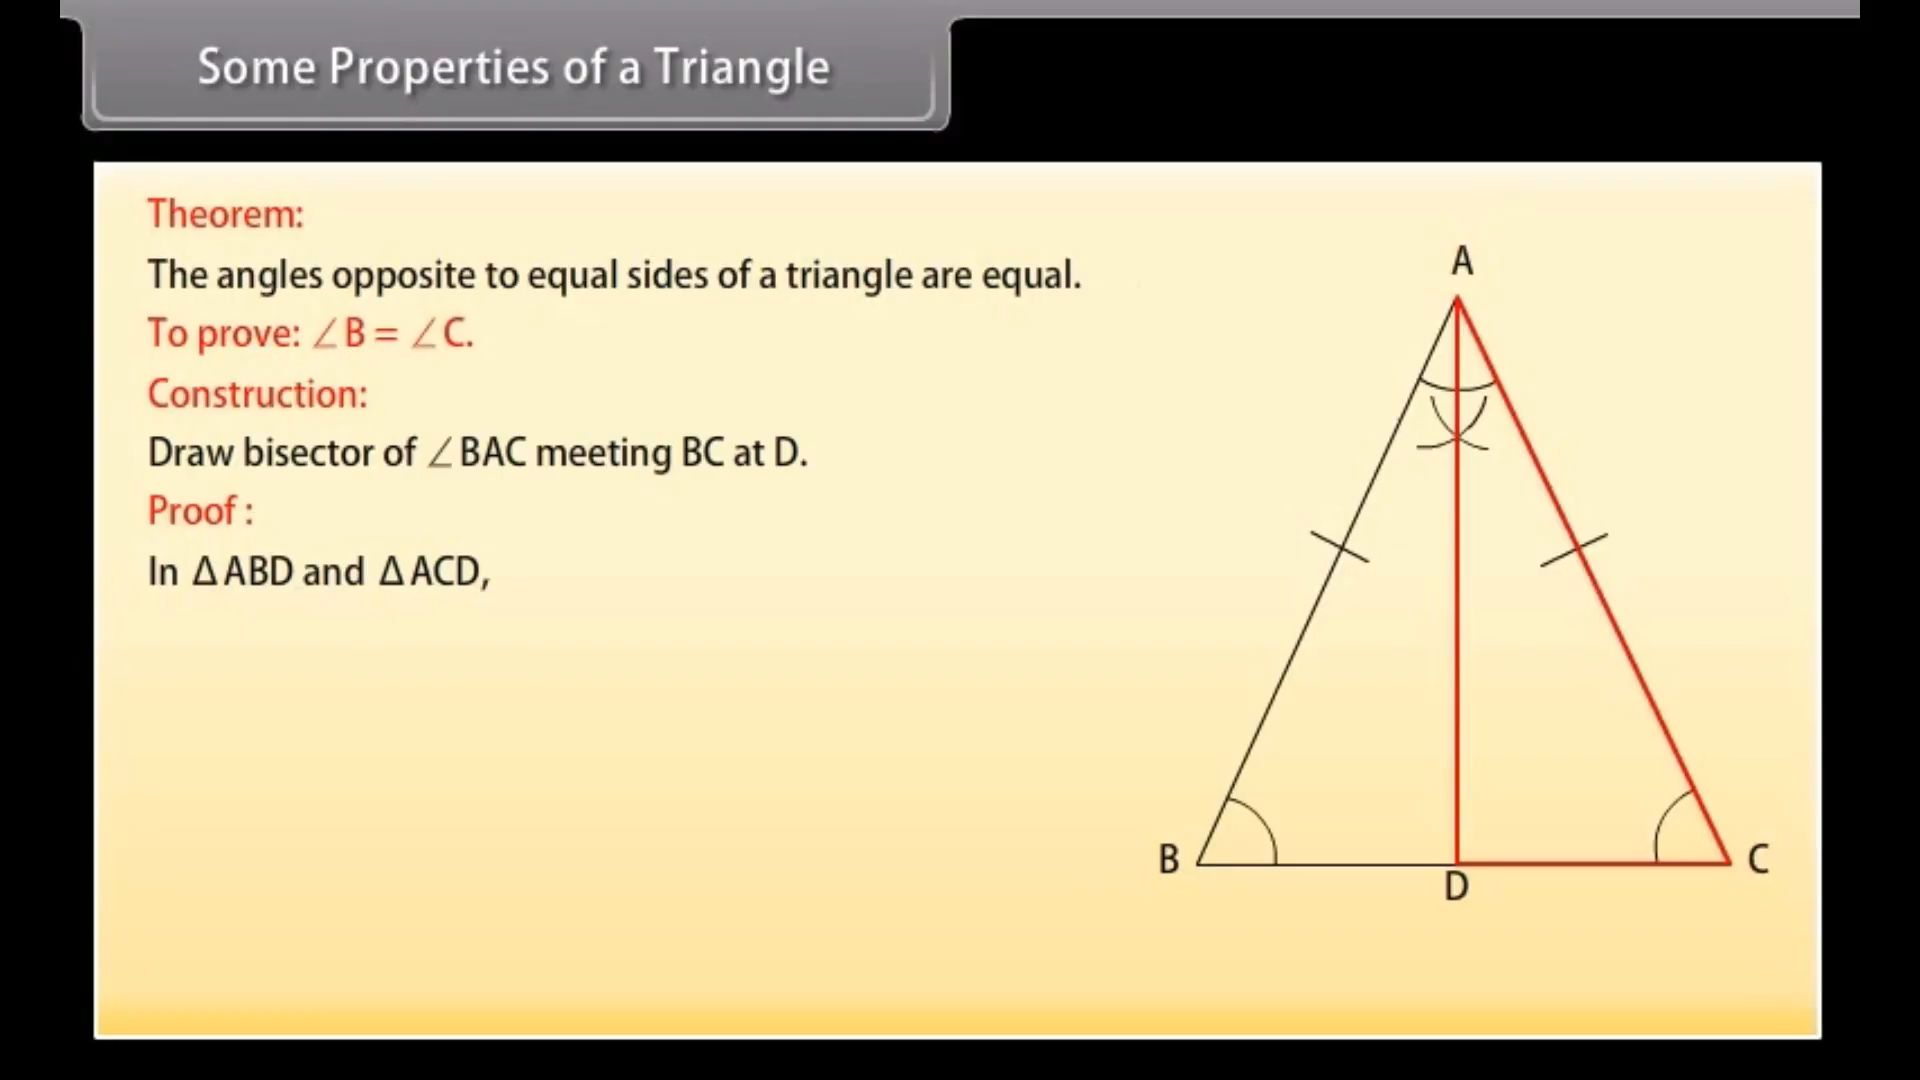 Some Properties of a Triangle
Theorem:
The angles opposite to equal sides of a triangle are equal.
To prove: ∠B = ∠C.
Construction:
Draw bisector of ∠BAC meeting BC at D.
Proof :
In ΔABD and ΔACD,
A
B
D
C